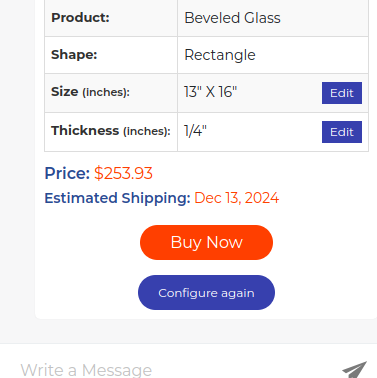 Product: Beveled Glass
Shape: Rectangle
Size (inches): 13" X 16" Edit
Thickness (inches): 1/4" Edit
Price: $253.93
Estimated Shipping: Dec 13, 2024
Buy Now
Configure again
Write a Message